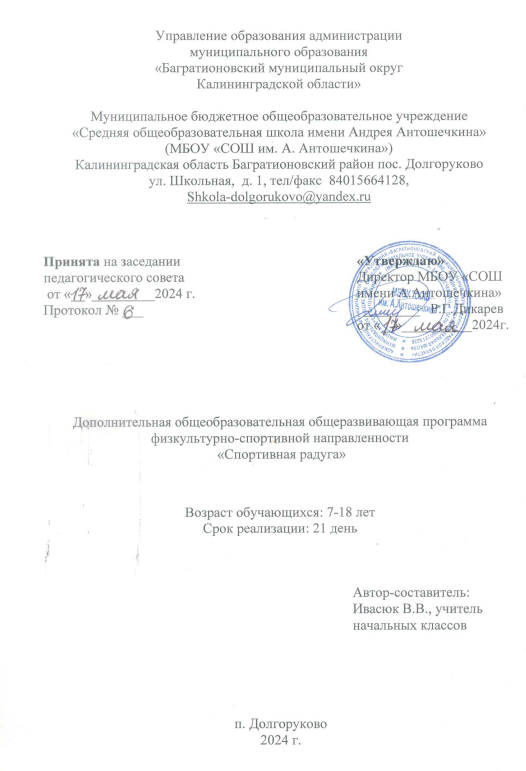 Управление образования администрации
муниципального образования
«Багратионовский муниципальный округ
Калининградской области»
Муниципальное бюджетное общеобразовательное учреждение
«Средняя общеобразовательная школа имени Андрея Антошечкина»
(МБОУ «СОШ им. А. Антошечкина»)
Калининградская область Багратионовский район пос. Долгоруково
ул. Школьная, д. 1, тел/факс 84015664128,
Shkola-dolgorukovo@yandex.ru
Принята на заседании
педагогического совета
от «17» мая 2024 г.
Протокол № 6
«Утверждаю»
Директор МБОУ «СОШ
имени А. Антошечкина»
В.Г.Дикарев
от «17» мая 2024г.
Дополнительная общеобразовательная общеразвивающая программа
физкультурно-спортивной направленности
«Спортивная радуга»
Возраст обучающихся: 7-18 лет
Срок реализации: 21 день
Автор-составитель:
Ивасюк В.В., учитель
начальных классов
п. Долгоруково
2024 г.